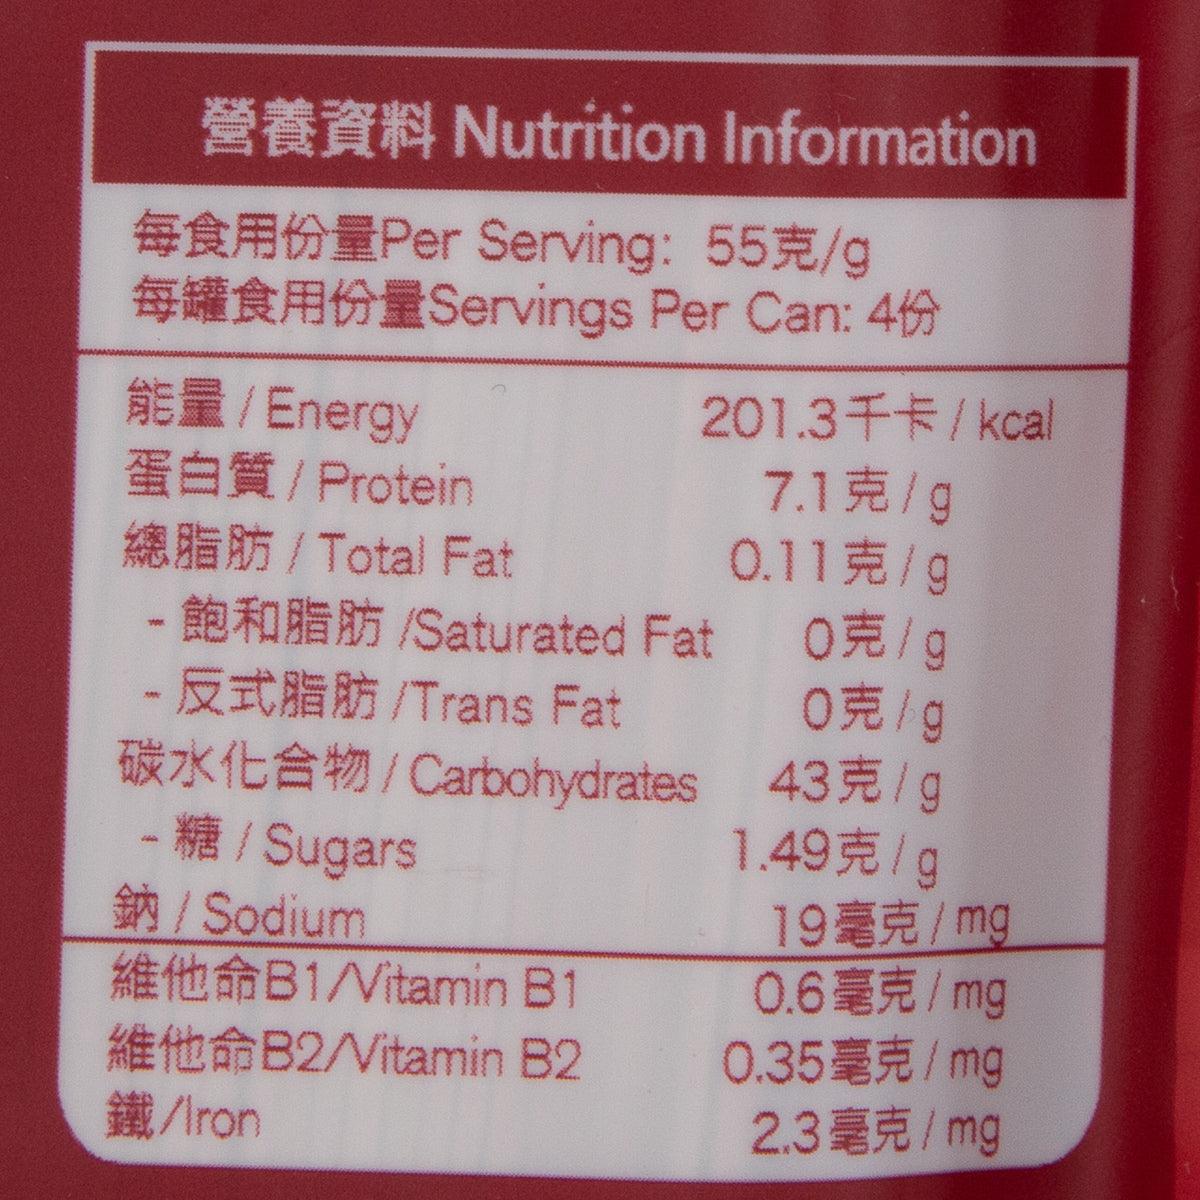 營養資料 Nutrition Information
每食用份量Per Serving: 55克/g
每罐食用份量Servings Per Can: 4份
能量 / Energy 201.3千卡 / kcal
蛋白質 / Protein 7.1克 / g
總脂肪 / Total Fat 0.11克 / g
- 飽和脂肪 /Saturated Fat 0克 / g
- 反式脂肪 /Trans Fat 0克 / g
碳水化合物 / Carbohydrates 43克 / g
- 糖 / Sugars 1.49克 / g
鈉 / Sodium 19毫克 / mg
維他命B1/Vitamin B1 0.6毫克 / mg
維他命B2/Vitamin B2 0.35毫克 / mg
鐵/Iron 2.3毫克 / mg